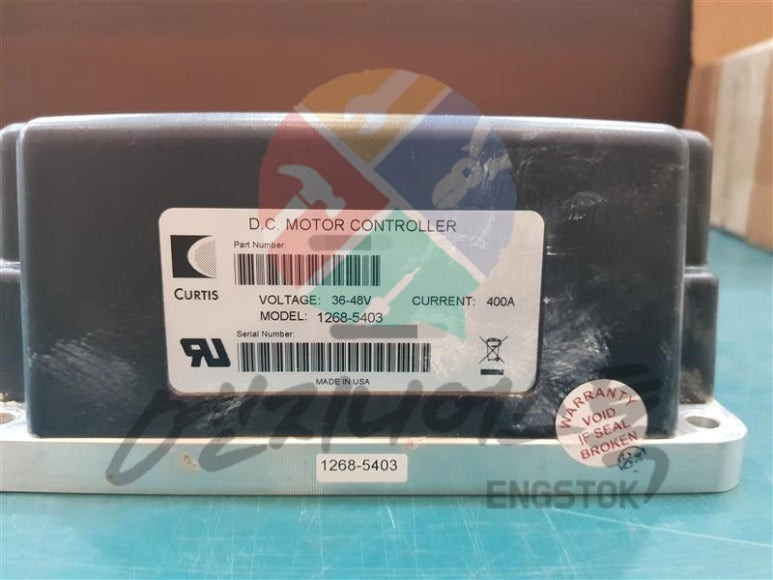 D.C. MOTOR CONTROLLER
Part Number:
CURTIS
VOLTAGE: 36-48V CURRENT: 400A
MODEL: 1268-5403
Serial Number:
MADE IN USA
WARRANTY
VOID
IF SEAL
BROKEN
1268-5403
ENGSTOK